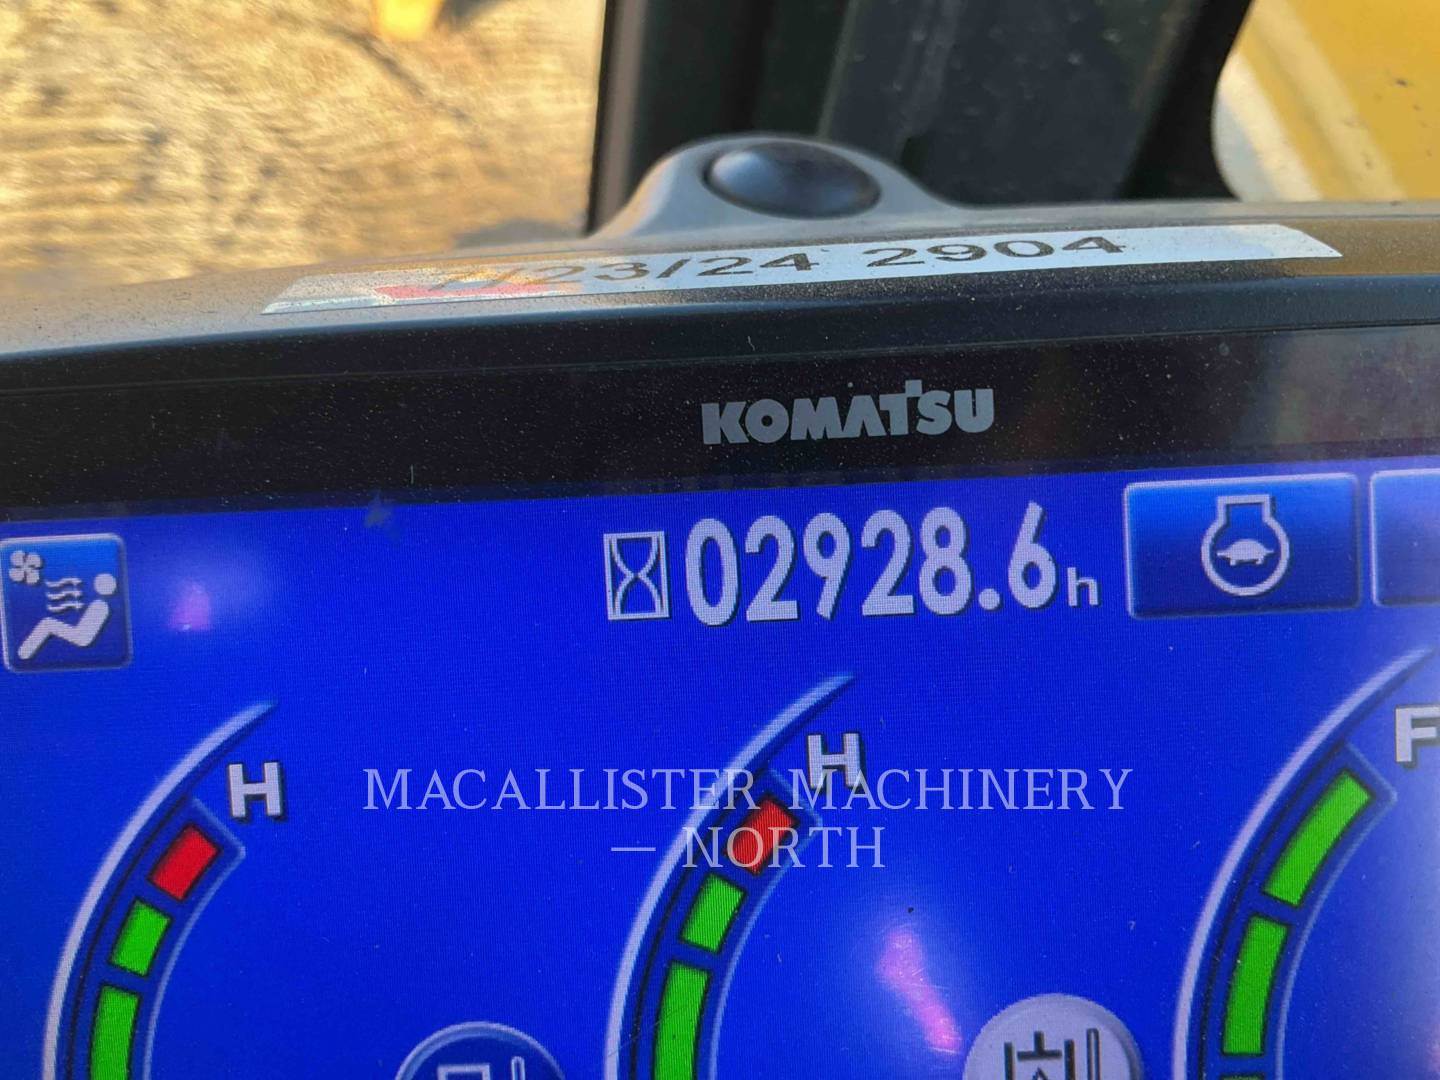 /23/24 2904
KOMATSU
02928.6h
H
H
F
MACALLISTER MACHINERY
— NORTH